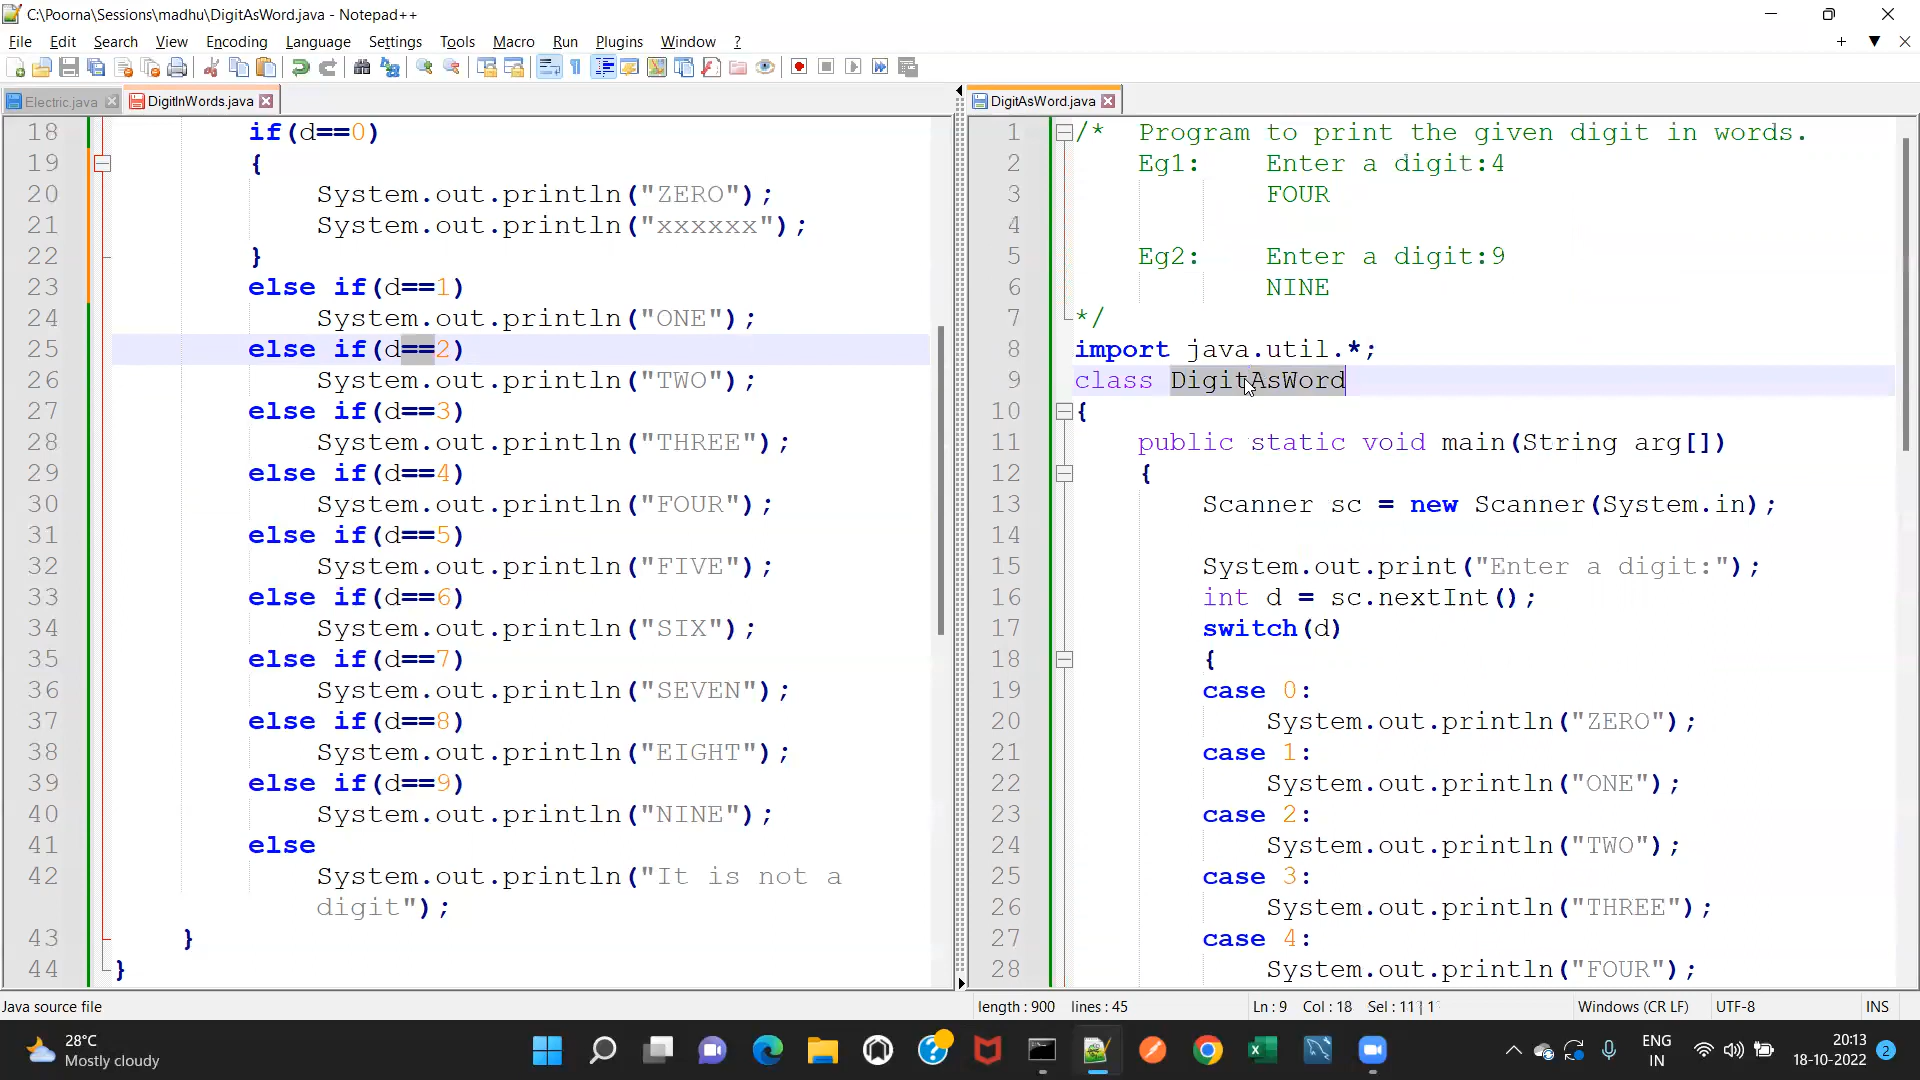 C:\Poorna\Sessions\madhu\DigitAsWord.java - Notepad++
File Edit Search View Encoding Language Settings Tools Macro Run Plugins Window ?
Electric.java DigitInWords.java
18 if(d==0)
19 {
20 System.out.println("ZERO");
21 System.out.println("xxxxxx");
22 }
23 else if(d==1)
24 System.out.println("ONE");
25 else if(d==2)
26 System.out.println("TWO");
27 else if(d==3)
28 System.out.println("THREE");
29 else if(d==4)
30 System.out.println("FOUR");
31 else if(d==5)
32 System.out.println("FIVE");
33 else if(d==6)
34 System.out.println("SIX");
35 else if(d==7)
36 System.out.println("SEVEN");
37 else if(d==8)
38 System.out.println("EIGHT");
39 else if(d==9)
40 System.out.println("NINE");
41 else
42 System.out.println("It is not a
digit");
43 }
44 }
DigitAsWord.java
1 /* Program to print the given digit in words.
2 Eg1: Enter a digit:4
3 FOUR
4
5 Eg2: Enter a digit:9
6 NINE
7 */
8 import java.util.*;
9 class DigitAsWord
10 {
11 public static void main(String arg[])
12 {
13 Scanner sc = new Scanner(System.in);
14
15 System.out.print("Enter a digit:");
16 int d = sc.nextInt();
17 switch(d)
18 {
19 case 0:
20 System.out.println("ZERO");
21 case 1:
22 System.out.println("ONE");
23 case 2:
24 System.out.println("TWO");
25 case 3:
26 System.out.println("THREE");
27 case 4:
28 System.out.println("FOUR");
Java source file length : 900 lines : 45 Ln : 9 Col : 18 Sel : 11 | 1 Windows (CR LF) UTF-8 INS
28°C
Mostly cloudy
ENG
IN
20:13
18-10-2022
2